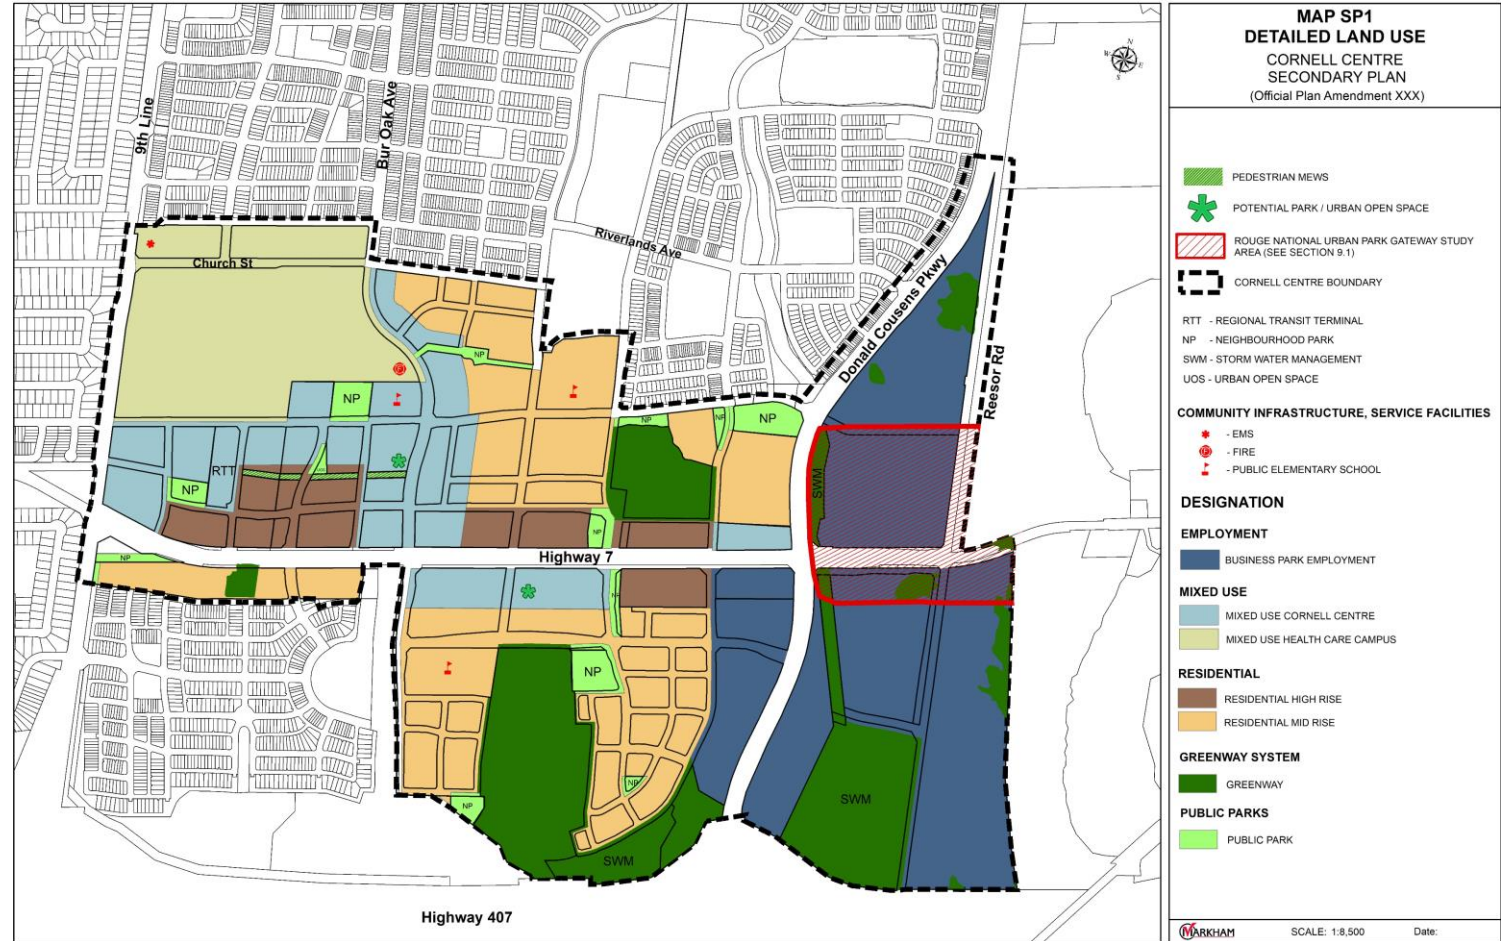 MAP SP1
DETAILED LAND USE
CORNELL CENTRE
SECONDARY PLAN
(Official Plan Amendment XXX)
PEDESTRIAN MEWS
POTENTIAL PARK / URBAN OPEN SPACE
ROUGE NATIONAL URBAN PARK GATEWAY STUDY
AREA (SEE SECTION 9.1)
CORNELL CENTRE BOUNDARY
RTT - REGIONAL TRANSIT TERMINAL
NP - NEIGHBOURHOOD PARK
SWM - STORM WATER MANAGEMENT
UOS - URBAN OPEN SPACE
COMMUNITY INFRASTRUCTURE, SERVICE FACILITIES
- EMS
F - FIRE
- PUBLIC ELEMENTARY SCHOOL
DESIGNATION
EMPLOYMENT
BUSINESS PARK EMPLOYMENT
MIXED USE
MIXED USE CORNELL CENTRE
MIXED USE HEALTH CARE CAMPUS
RESIDENTIAL
RESIDENTIAL HIGH RISE
RESIDENTIAL MID RISE
GREENWAY SYSTEM
GREENWAY
PUBLIC PARKS
PUBLIC PARK
MARKHAM
SCALE: 1:8,500
Date:
N
W
E
S
9th Line
Bur Oak Ave
Church St
Riverlands Ave
Donald Cousens Pkwy
Reesor Rd
NP
F
NP
NP
NP
NP
RTT
NP
SWM
NP
NP
Highway 7
NP
NP
NP
NP
SWM
SWM
Highway 407